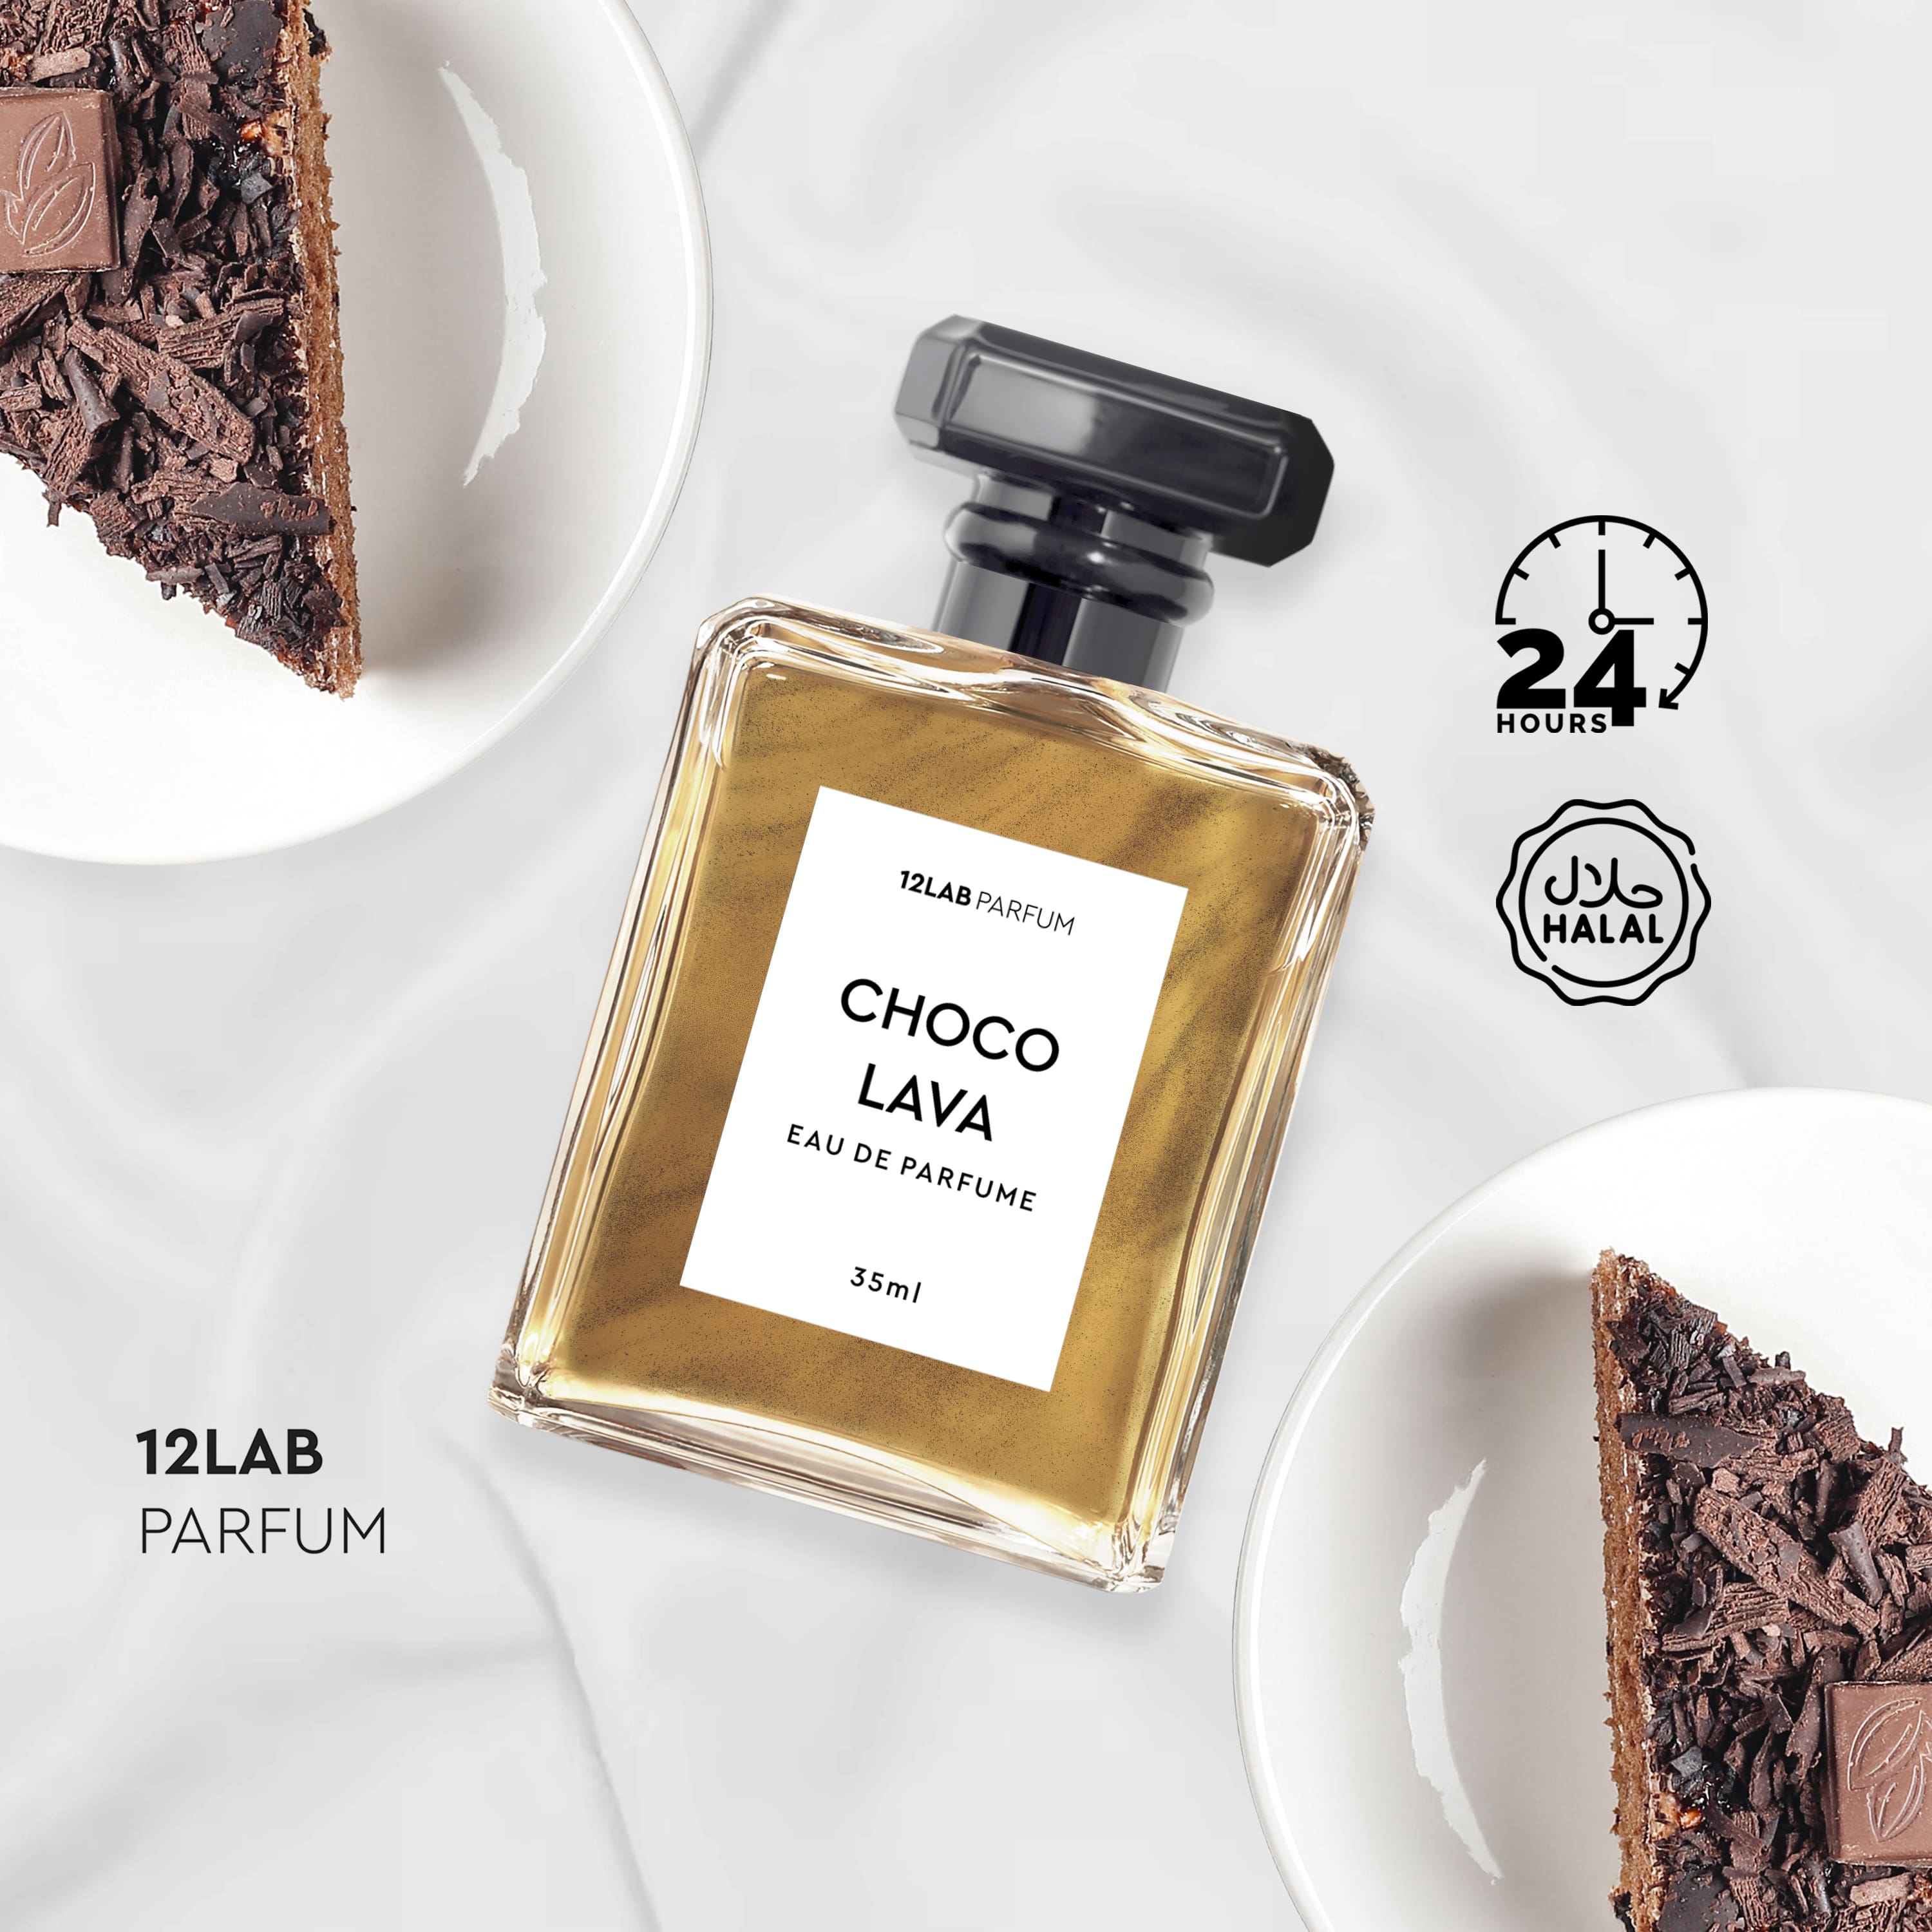 24
HOURS
حلال
HALAL
12LAB PARFUM
CHOCO
LAVA
EAU DE PARFUME
35ml
12LAB
PARFUM